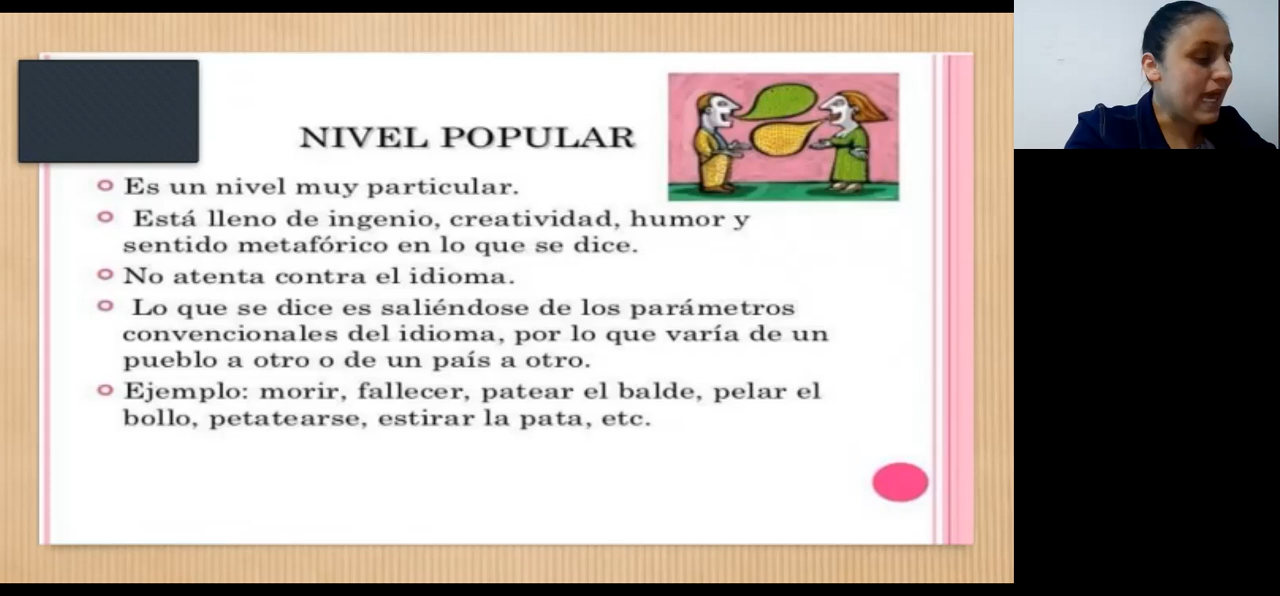 NIVEL POPULAR
Es un nivel muy particular.
Está lleno de ingenio, creatividad, humor y
sentido metafórico en lo que se dice.
No atenta contra el idioma.
Lo que se dice es saliéndose de los parámetros
convencionales del idioma, por lo que varía de un
pueblo a otro o de un país a otro.
Ejemplo: morir, fallecer, patear el balde, pelar el
bollo, petatearse, estirar la pata, etc.